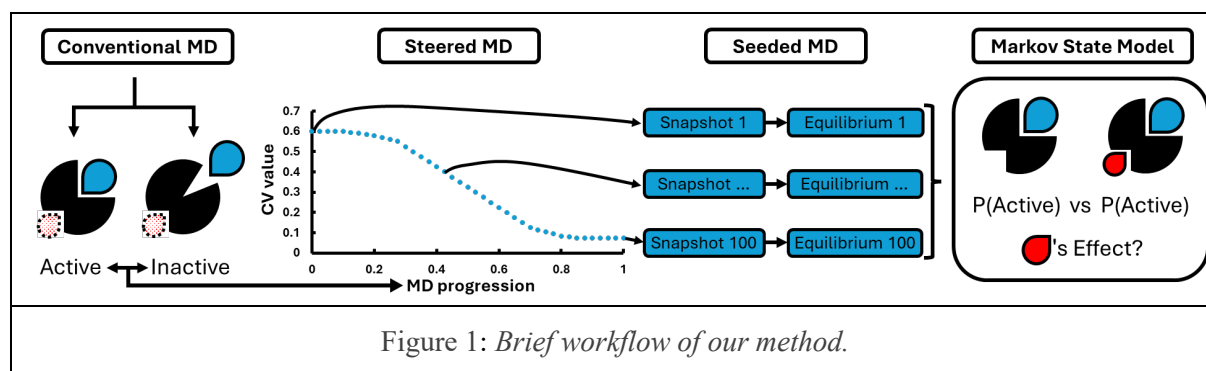 Conventional MD
Steered MD
Seeded MD
Markov State Model
0.7
0.6
0.5
0.4
0.3
0.2
0.1
0
CV value
0 0.2 0.4 0.6 0.8 1
MD progression
Active Inactive
Snapshot 1 Equilibrium 1
Snapshot ... Equilibrium ...
Snapshot 100 Equilibrium 100
P(Active) vs P(Active)
's Effect?
Figure 1: Brief workflow of our method.